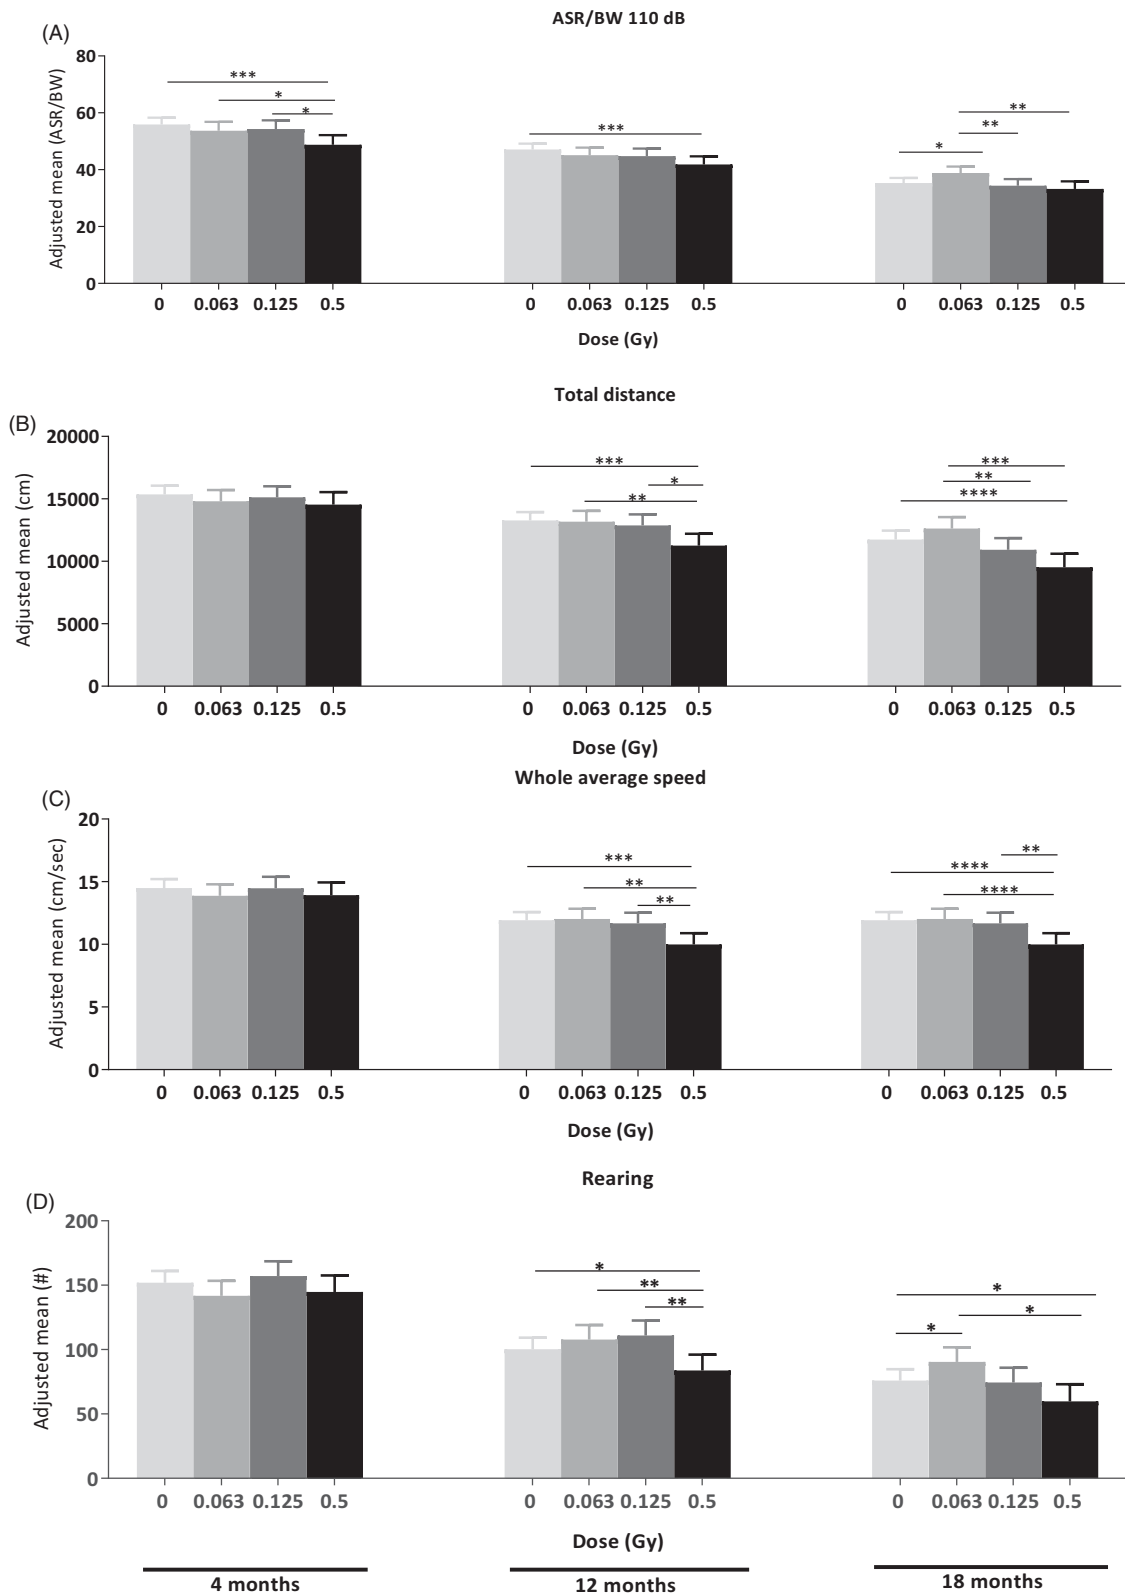 ASR/BW 110 dB
(A)
Adjusted mean (ASR/BW)
80
60
40
20
0
***
*
*
***
**
**
*
0 0.063 0.125 0.5 0 0.063 0.125 0.5 0 0.063 0.125 0.5
Dose (Gy)
Total distance
(B)
Adjusted mean (cm)
20000
15000
10000
5000
0
***
*
**
***
**
****
0 0.063 0.125 0.5 0 0.063 0.125 0.5 0 0.063 0.125 0.5
Dose (Gy)
Whole average speed
(C)
Adjusted mean (cm/sec)
20
15
10
5
0
***
**
**
**
****
****
0 0.063 0.125 0.5 0 0.063 0.125 0.5 0 0.063 0.125 0.5
Dose (Gy)
Rearing
(D)
Adjusted mean (#)
200
150
100
50
0
*
**
**
*
*
*
0 0.063 0.125 0.5 0 0.063 0.125 0.5 0 0.063 0.125 0.5
Dose (Gy)
4 months 12 months 18 months